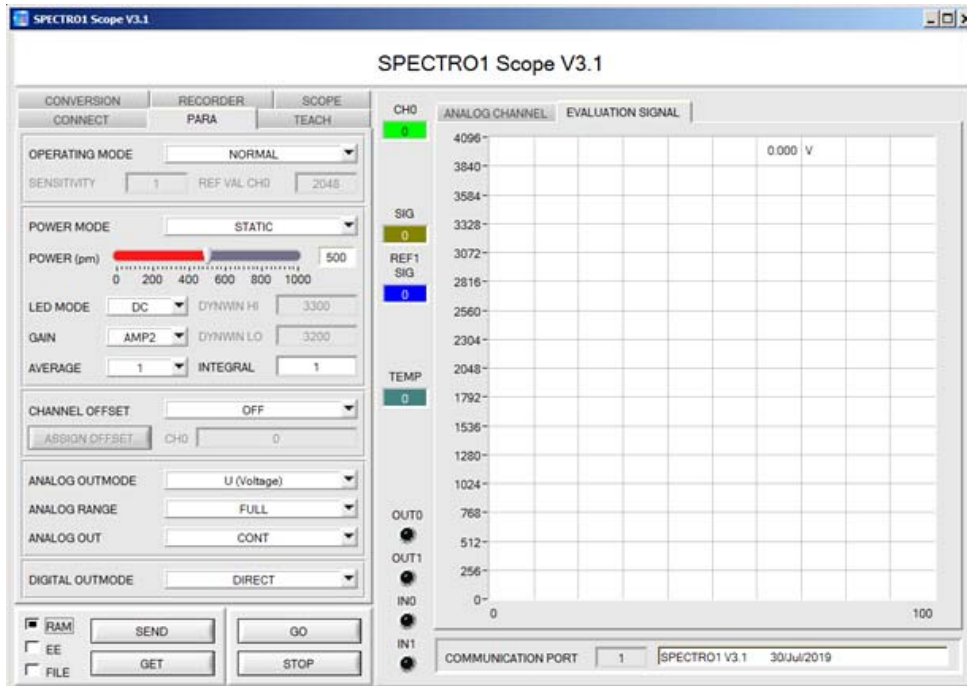 SPECTRO1 Scope V3.1
SPECTRO1 Scope V3.1
CONVERSION RECORDER SCOPE
CONNECT PARA TEACH
OPERATING MODE NORMAL
SENSITIVITY 1 REF VAL CH0 2048
POWER MODE STATIC
POWER (pm) 500
0 200 400 600 800 1000
LED MODE DC DYNWIN HI 3300
GAIN AMP2 DYNWIN LO 3200
AVERAGE 1 INTEGRAL 1
CHANNEL OFFSET OFF
ASSIGN OFFSET CH0 0
ANALOG OUTMODE U (Voltage)
ANALOG RANGE FULL
ANALOG OUT CONT
DIGITAL OUTMODE DIRECT
RAM
EE
FILE
SEND GO
GET STOP
CH0
0
SIG
0
REF1
SIG
0
TEMP
0
OUT0
OUT1
IN0
IN1
ANALOG CHANNEL EVALUATION SIGNAL
0.000 V
4096
3840
3584
3328
3072
2816
2560
2304
2048
1792
1536
1280
1024
768
512
256
0
0 100
COMMUNICATION PORT 1 SPECTRO1 V3.1 30/Jul/2019